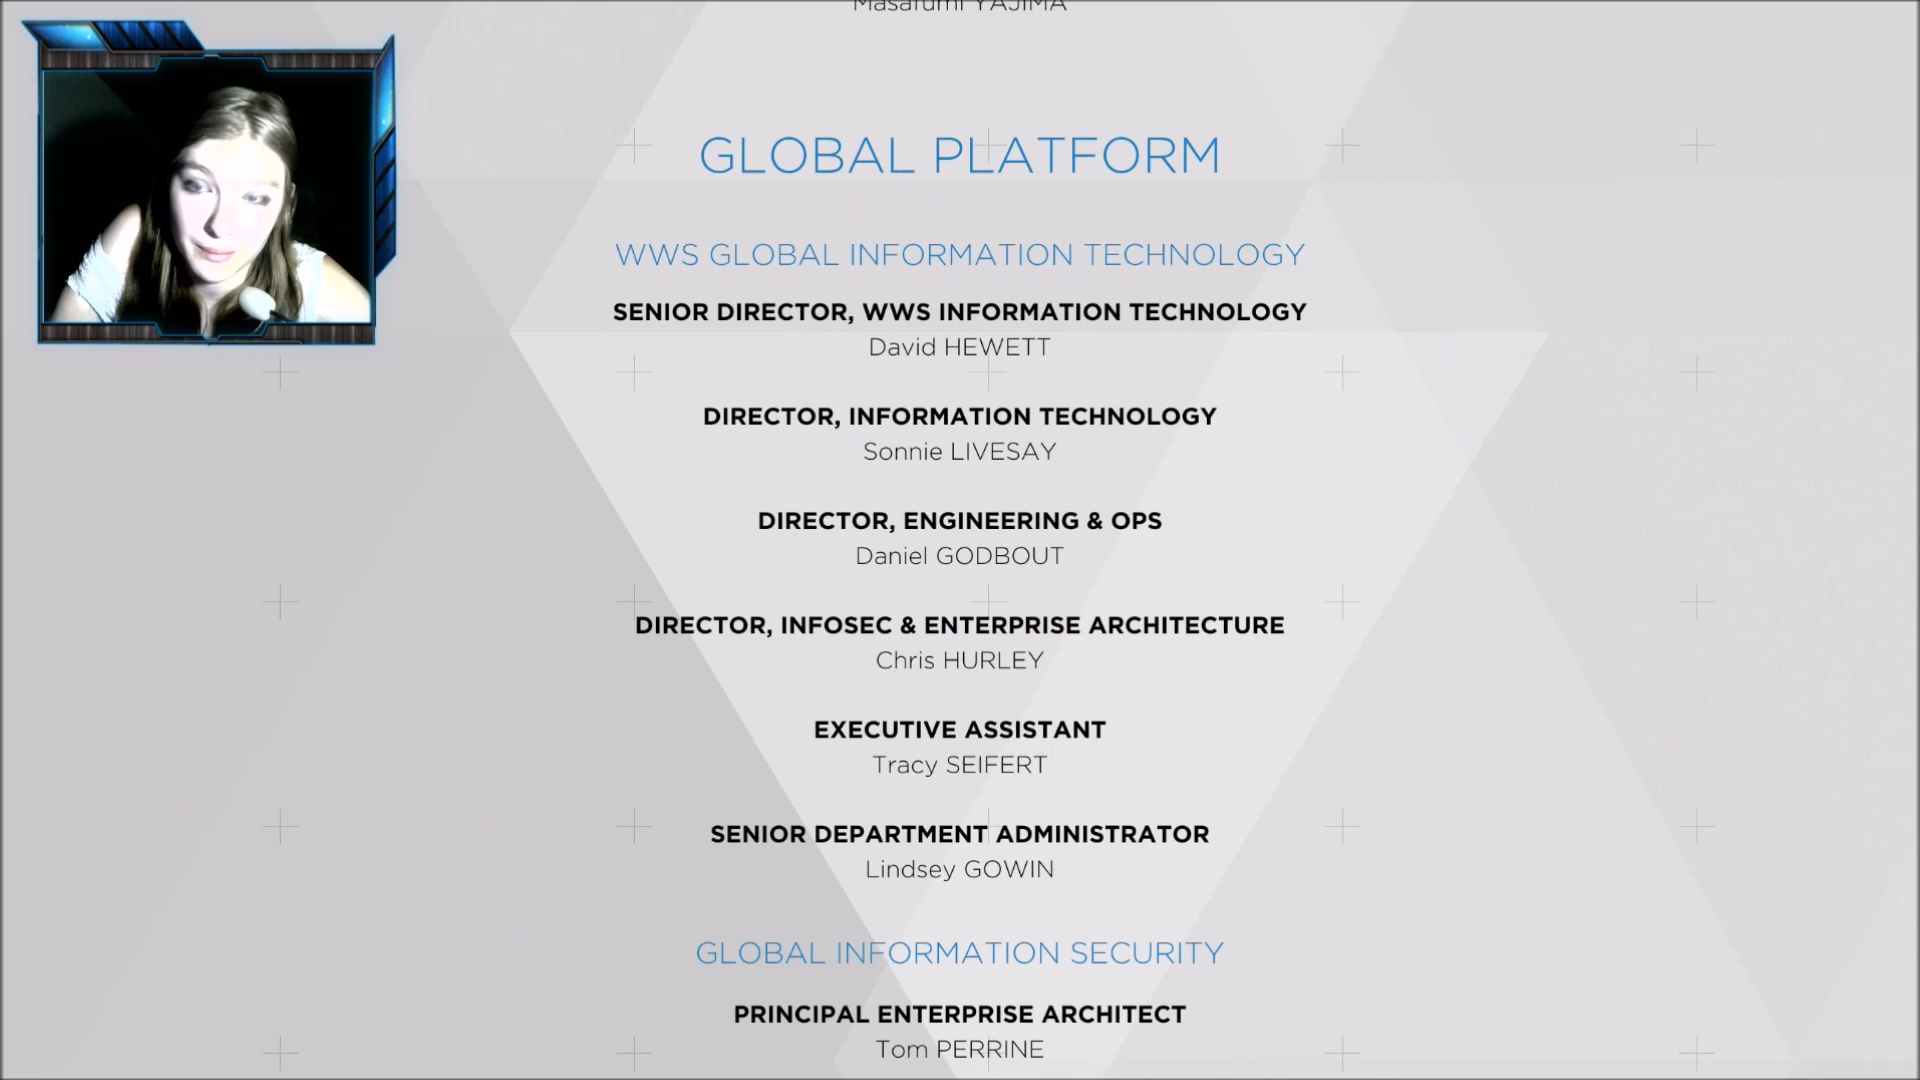 Masafumi YAJIMA
GLOBAL PLATFORM
WWS GLOBAL INFORMATION TECHNOLOGY
SENIOR DIRECTOR, WWS INFORMATION TECHNOLOGY
David HEWETT
DIRECTOR, INFORMATION TECHNOLOGY
Sonnie LIVESAY
DIRECTOR, ENGINEERING & OPS
Daniel GODBOUT
DIRECTOR, INFOSEC & ENTERPRISE ARCHITECTURE
Chris HURLEY
EXECUTIVE ASSISTANT
Tracy SEIFERT
SENIOR DEPARTMENT ADMINISTRATOR
Lindsey GOWIN
GLOBAL INFORMATION SECURITY
PRINCIPAL ENTERPRISE ARCHITECT
Tom PERRINE